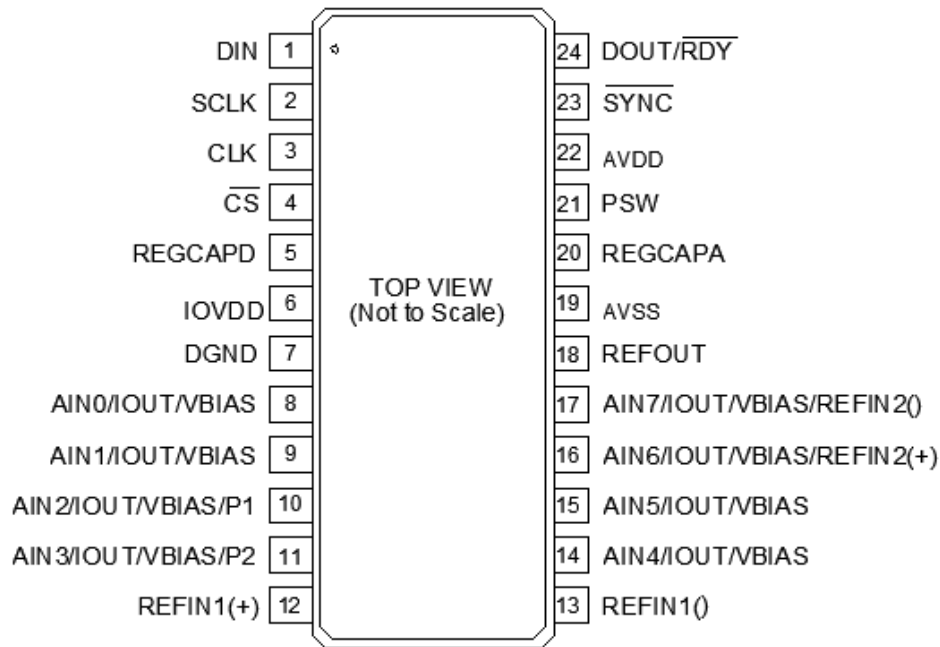 DIN 1
SCLK 2
CLK 3
CS 4
REGCAPD 5
IOVDD 6
DGND 7
AIN0/IOUT/VBIAS 8
AIN1/IOUT/VBIAS 9
AIN2/IOUT/VBIAS/P1 10
AIN3/IOUT/VBIAS/P2 11
REFIN1(+) 12
TOP VIEW
(Not to Scale)
24 DOUT/RDY
23 SYNC
22 AVDD
21 PSW
20 REGCAPA
19 AVSS
18 REFOUT
17 AIN7/IOUT/VBIAS/REFIN2()
16 AIN6/IOUT/VBIAS/REFIN2(+)
15 AIN5/IOUT/VBIAS
14 AIN4/IOUT/VBIAS
13 REFIN1()